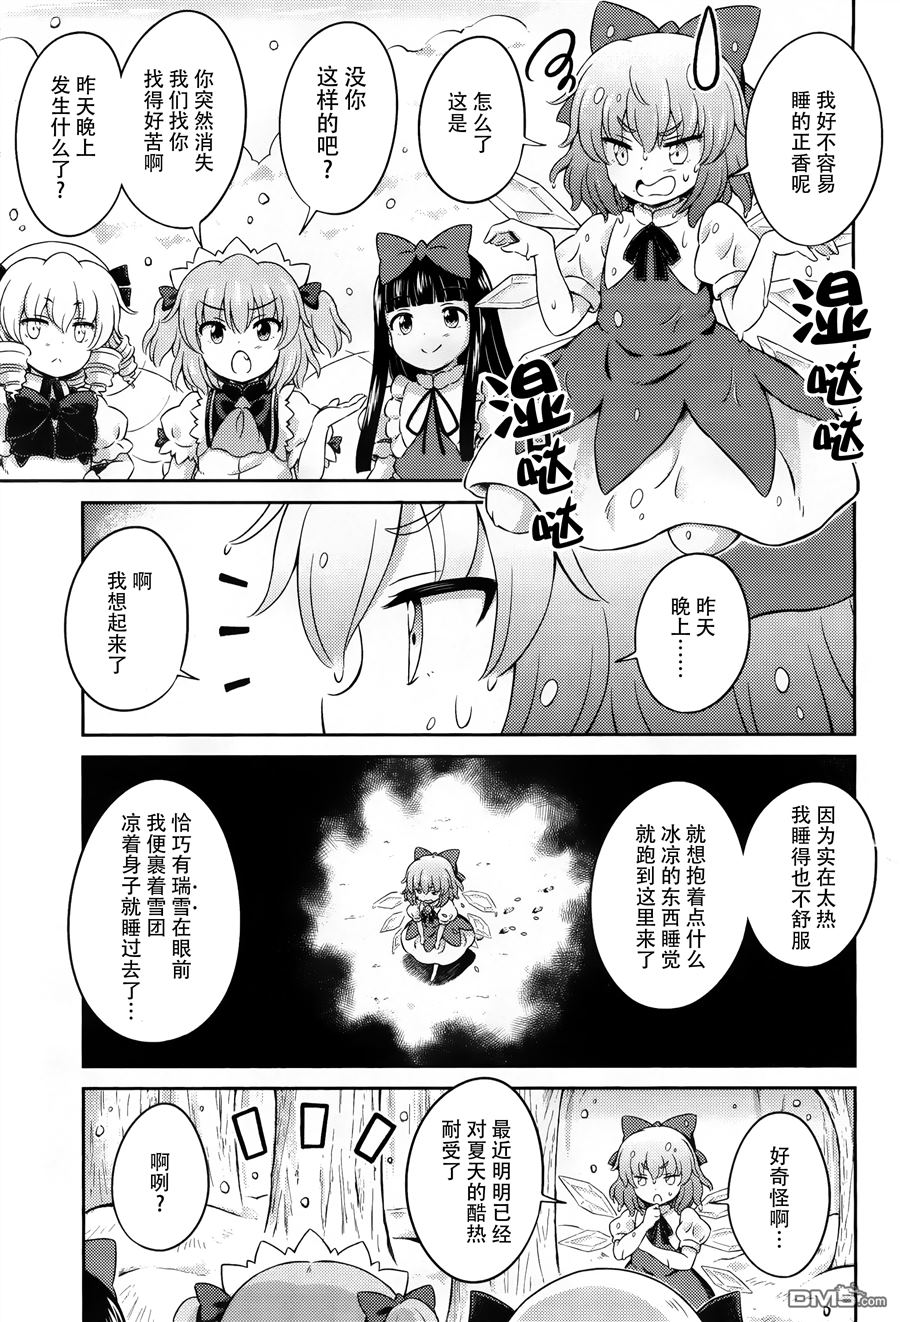 我好不容易
睡的正香呢
湿哒哒
湿哒哒
怎么了
这是
没你
这样的吧?
你突然消失
我们找你
找得好苦啊
昨天晚上
发生什么了?
昨天
晚上……
啊
我想起来了
因为实在太热
我睡得也不舒服
就想抱着点什么
冰凉的东西睡觉
就跑到这里来了
恰巧有瑞雪在眼前
我便裹着雪团
凉着身子就睡过去了…
好奇怪啊…
最近明明已经
对夏天的酷热
耐受了
啊咧?
5
DM5.com